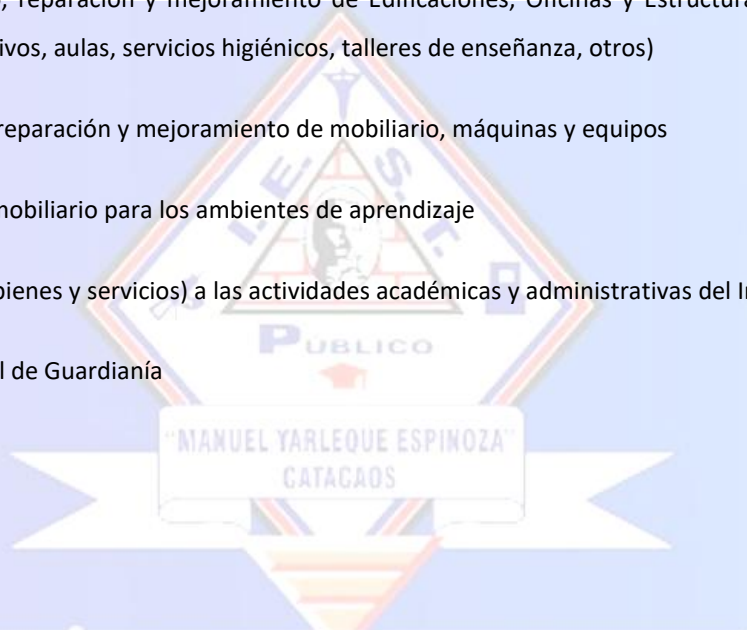 , reparación y mejoramiento de Edificaciones, Oficinas y Estructura
ivos, aulas, servicios higiénicos, talleres de enseñanza, otros)
reparación y mejoramiento de mobiliario, máquinas y equipos
mobiliario para los ambientes de aprendizaje
bienes y servicios) a las actividades académicas y administrativas del I
l de Guardianía
I. E. S. T.
PÚBLICO
"MANUEL YARLEQUE ESPINOZA"
CATACAOS